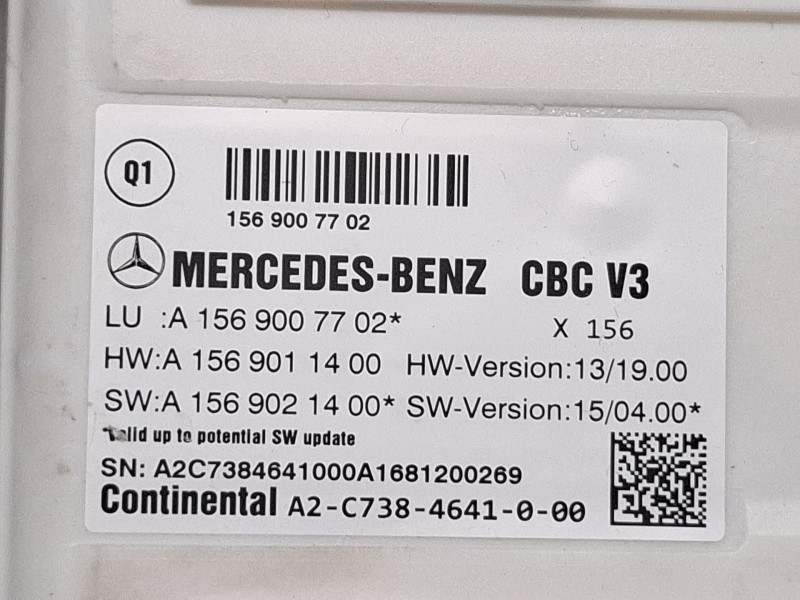 Q1
156 900 77 02
MERCEDES-BENZ CBC V3
LU :A 156 900 77 02* X 156
HW:A 156 901 14 00 HW-Version:13/19.00
SW:A 156 902 14 00* SW-Version:15/04.00*
*valid up to potential SW update
SN: A2C7384641000A1681200269
Continental A2-C738-4641-0-00